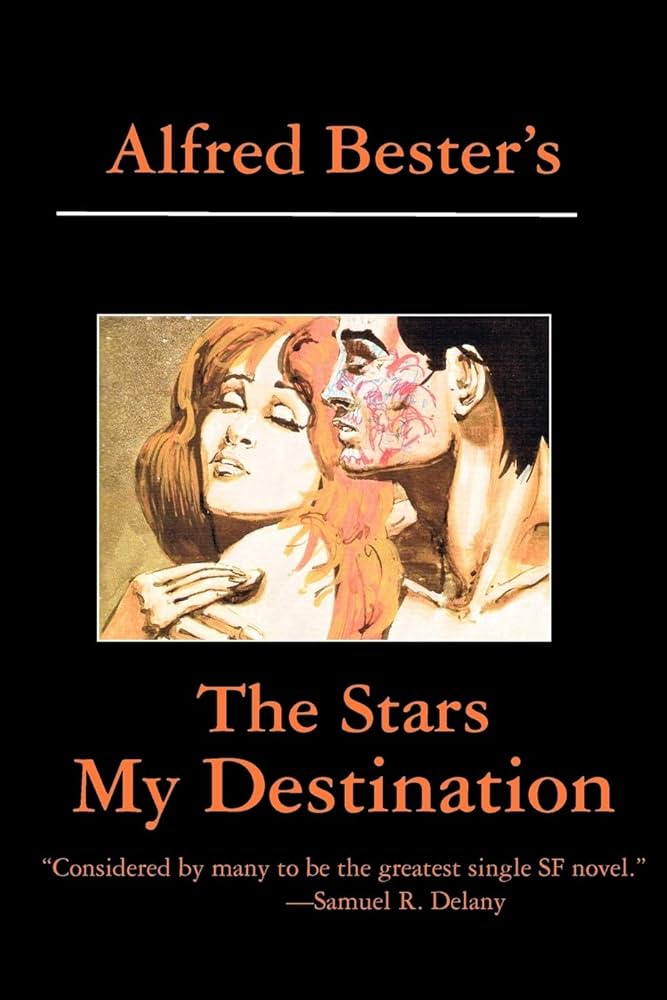 Alfred Bester’s
The Stars
My Destination
“Considered by many to be the greatest single SF novel.”
—Samuel R. Delany